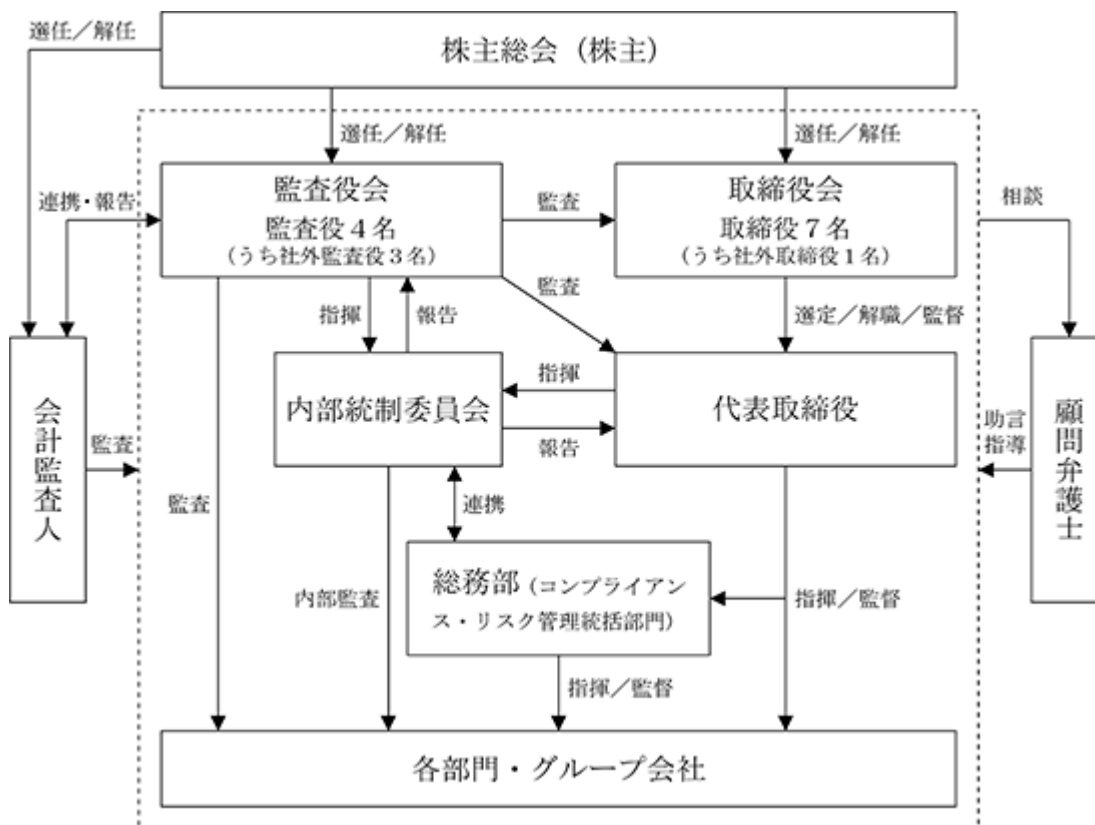 選任／解任
株主総会（株主）
選任／解任
選任／解任
連携・報告
監査役会
監査役４名
（うち社外監査役３名）
監査
取締役会
取締役７名
（うち社外取締役１名）
相談
監査
指揮
報告
選定／解職／監督
会計監査人
監査
内部統制委員会
指揮
報告
代表取締役
助言
指導
顧問弁護士
監査
連携
内部監査
総務部（コンプライアン
ス・リスク管理統括部門）
指揮／監督
指揮／監督
各部門・グループ会社